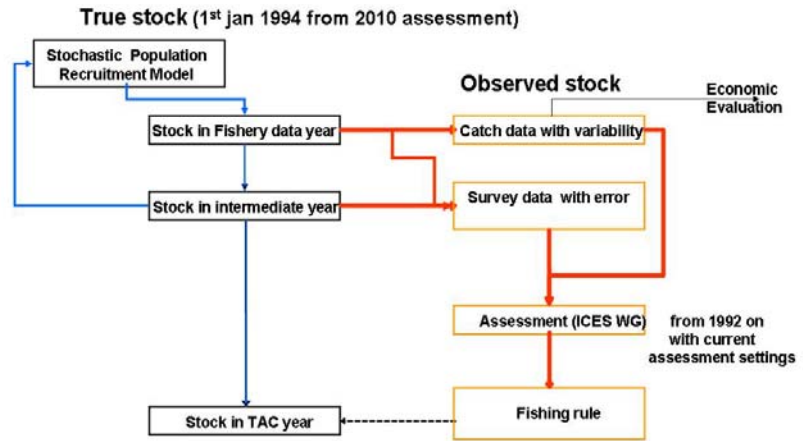 True stock (1st jan 1994 from 2010 assessment)
Stochastic Population
Recruitment Model
Observed stock
Economic
Evaluation
Stock in Fishery data year
Catch data with variability
Survey data with error
Stock in intermediate year
Assessment (ICES WG)
from 1992 on
with current
assessment settings
Fishing rule
Stock in TAC year